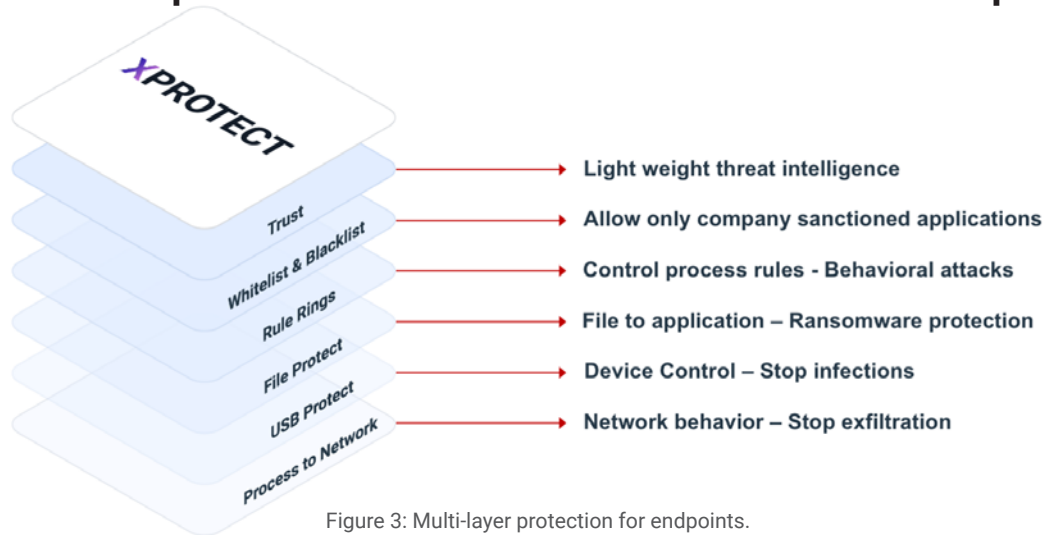 XPROTECT
Trust
Light weight threat intelligence
Whitelist & Blacklist
Allow only company sanctioned applications
Rule Rings
Control process rules - Behavioral attacks
File Protect
File to application – Ransomware protection
USB Protect
Device Control – Stop infections
Process to Network
Network behavior – Stop exfiltration
Figure 3: Multi-layer protection for endpoints.